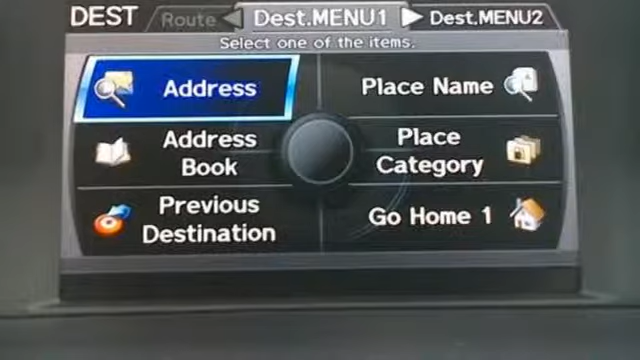 DEST Route Dest.MENU1 Dest.MENU2
Select one of the items.
Address
Place Name
Address
Book
Place
Category
Previous
Destination
Go Home 1